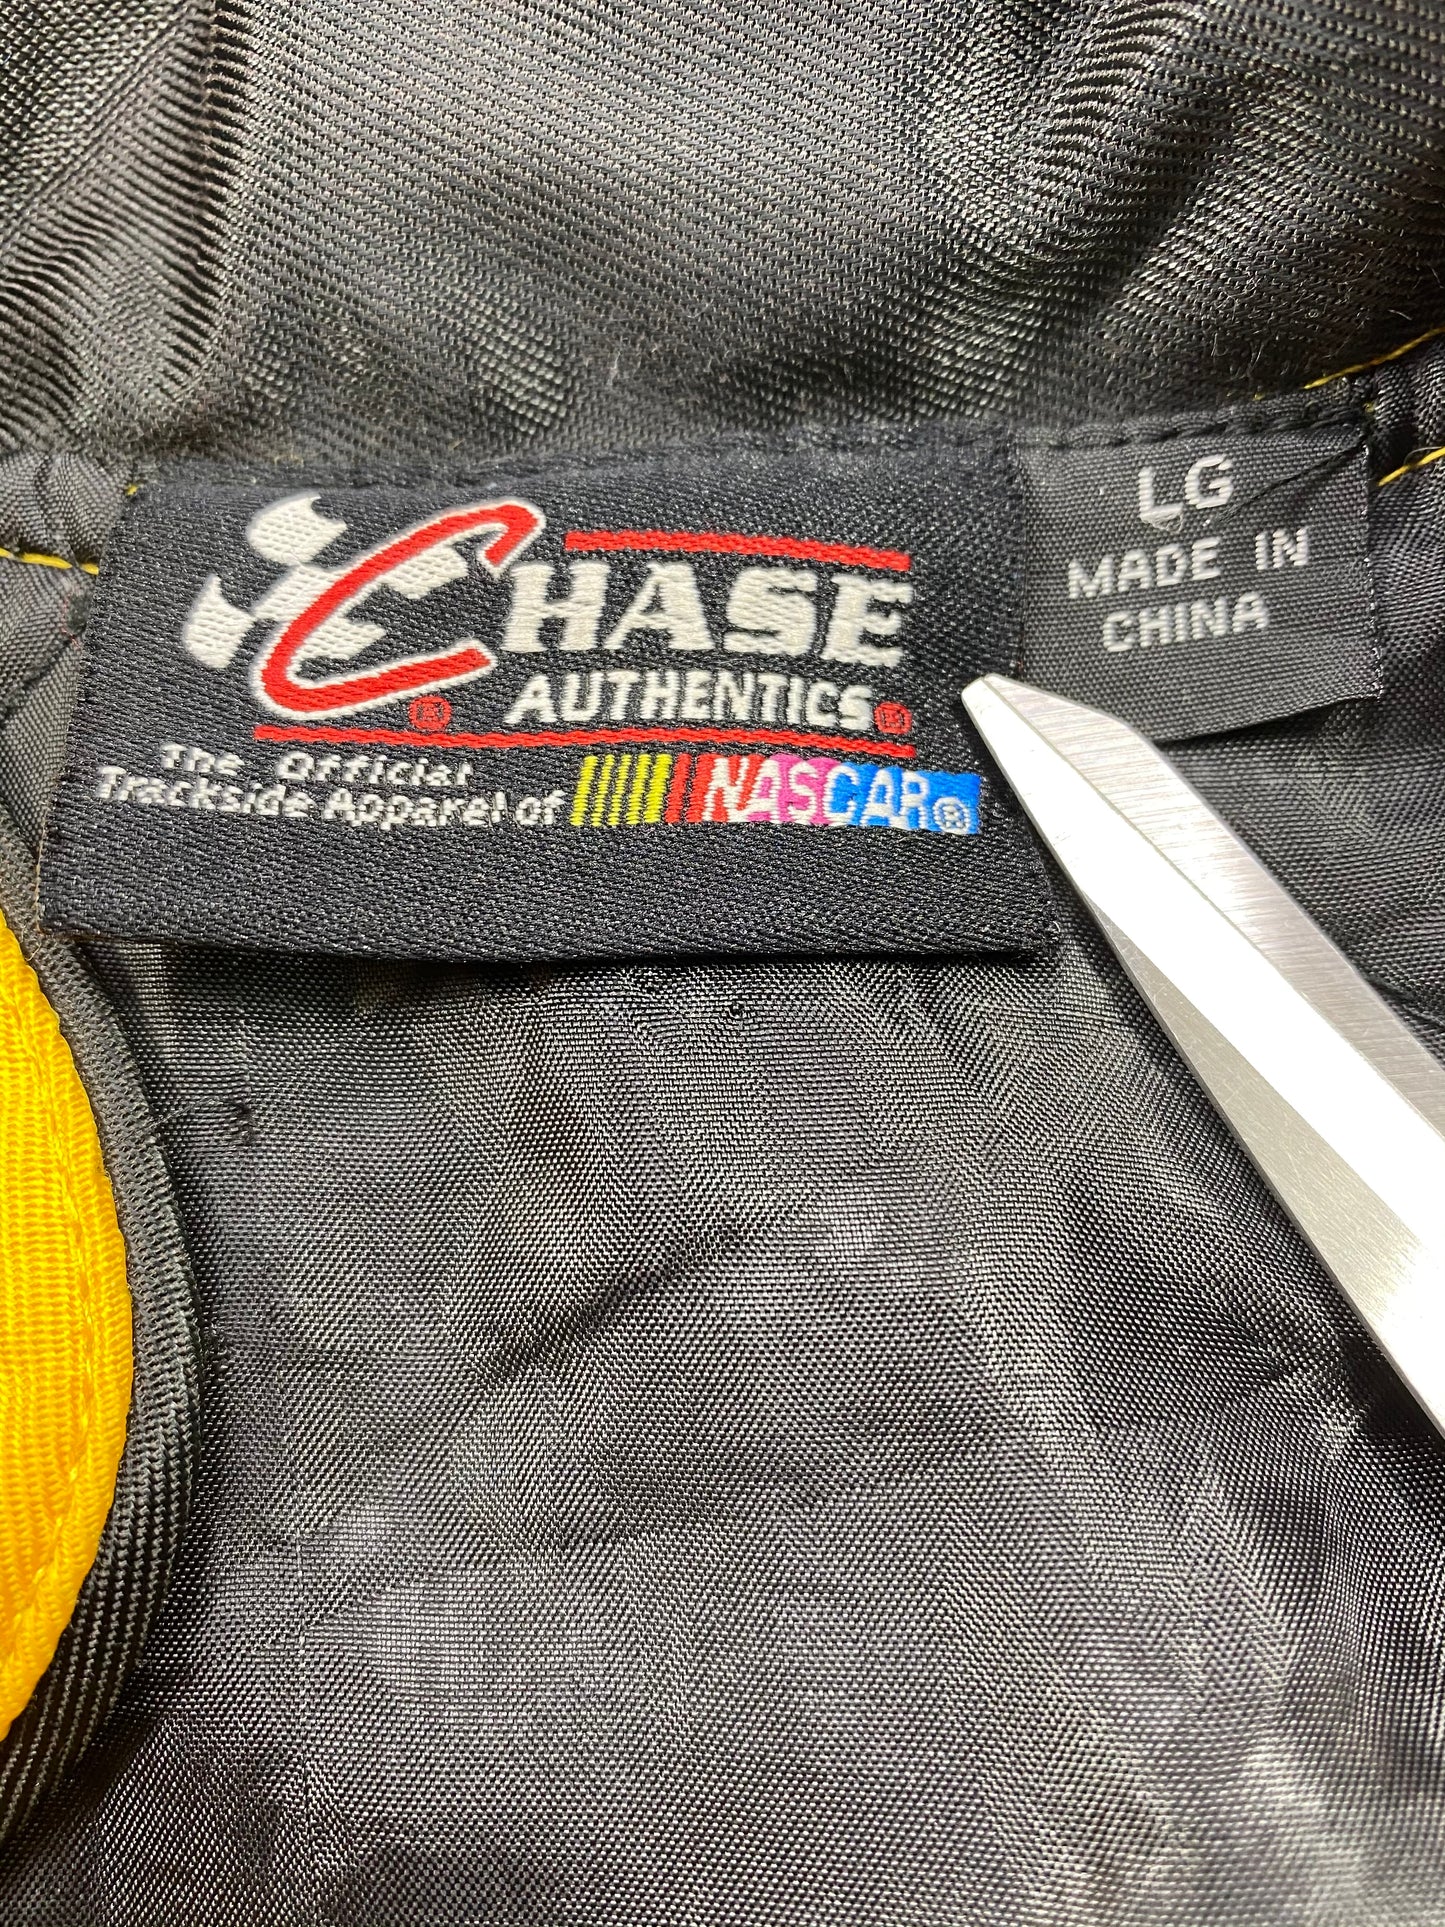 CHASE
AUTHENTICS®
®
The Official
Trackside Apparel of NASCAR®
LG
MADE IN
CHINA